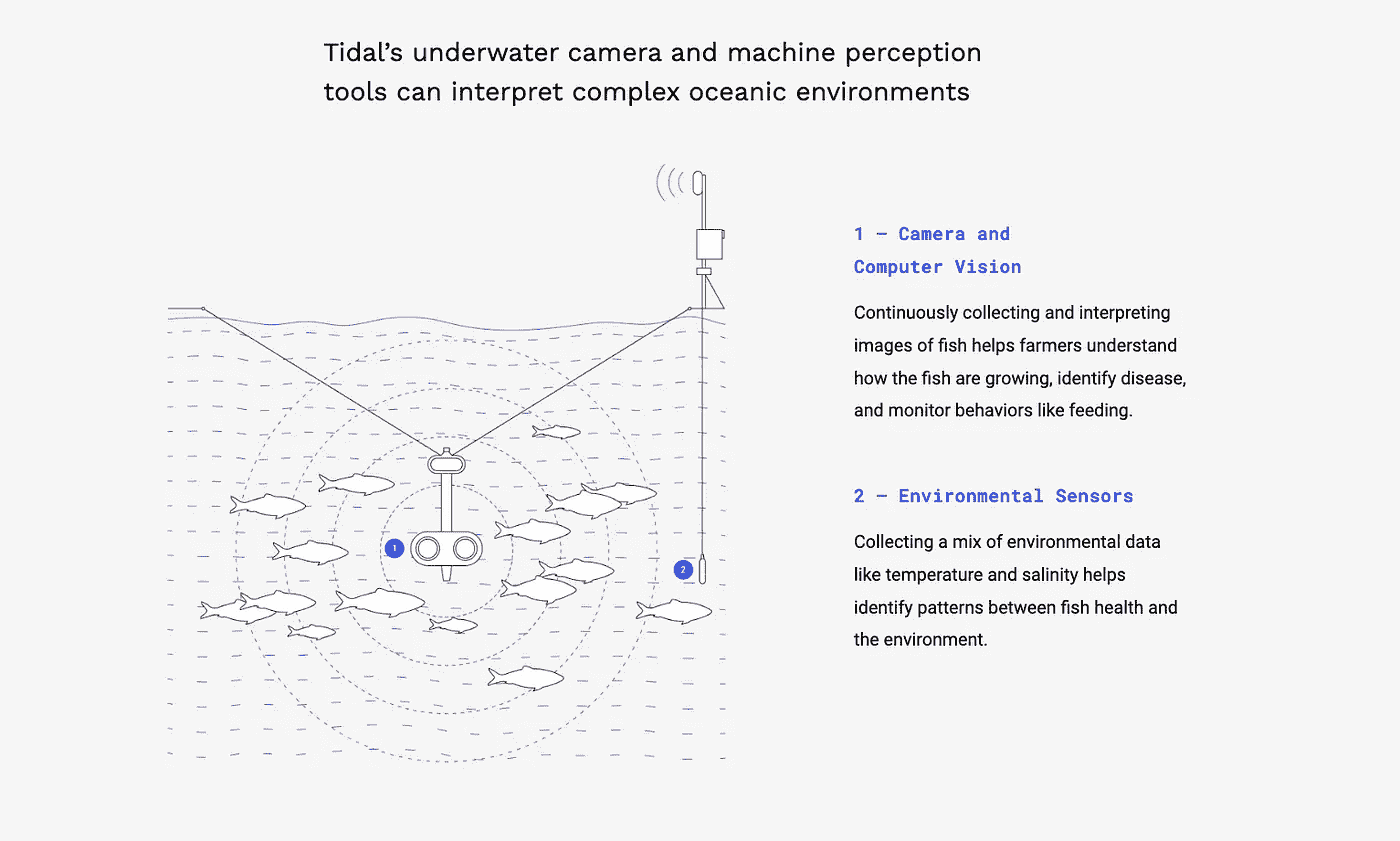 Tidal’s underwater camera and machine perception
tools can interpret complex oceanic environments
1 — Camera and
Computer Vision
Continuously collecting and interpreting
images of fish helps farmers understand
how the fish are growing, identify disease,
and monitor behaviors like feeding.
1
2
2 — Environmental Sensors
Collecting a mix of environmental data
like temperature and salinity helps
identify patterns between fish health and
the environment.